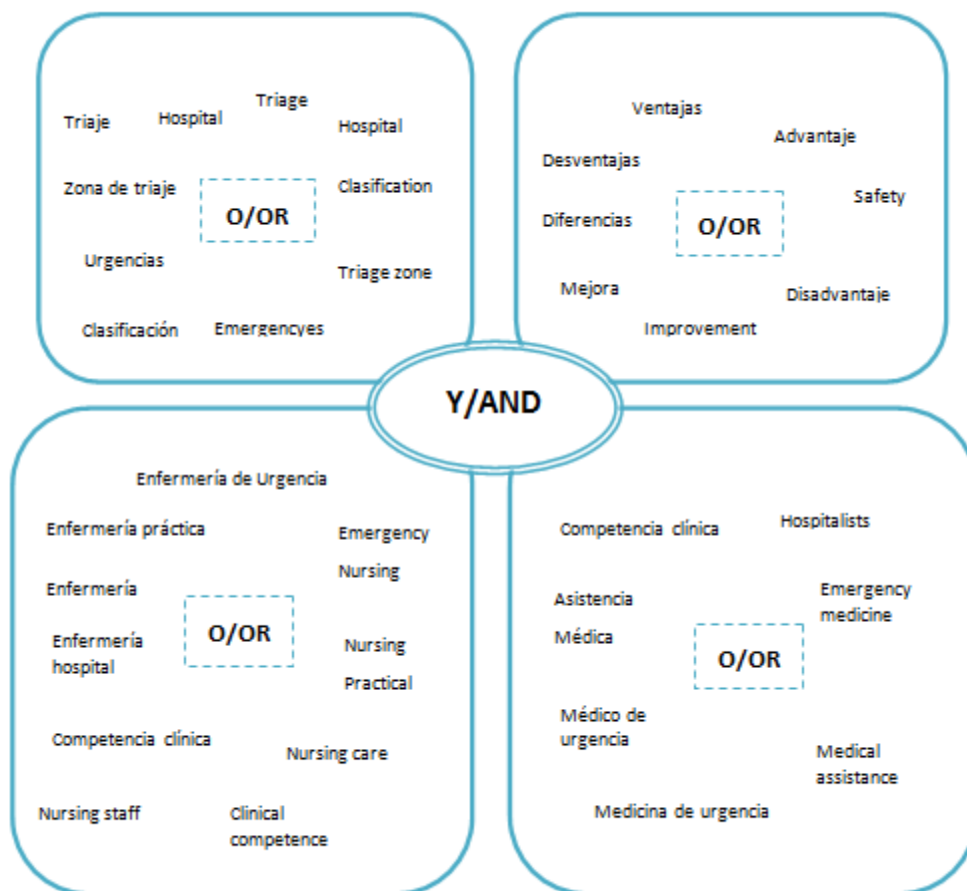 Triaje
Hospital
Triage
Hospital
Zona de triaje
O/OR
Clasification
Urgencias
Triage zone
Clasificación
Emergencyes
Ventajas
Advantaje
Desventajas
Safety
Diferencias
O/OR
Mejora
Disadvantaje
Improvement
Y/AND
Enfermería de Urgencia
Enfermería práctica
Emergency
Nursing
Enfermería
O/OR
Enfermería
hospital
Nursing
Practical
Competencia clínica
Nursing care
Nursing staff
Clinical
competence
Competencia clínica
Hospitalists
Asistencia
Médica
Emergency
medicine
O/OR
Médico de
urgencia
Medical
assistance
Medicina de urgencia